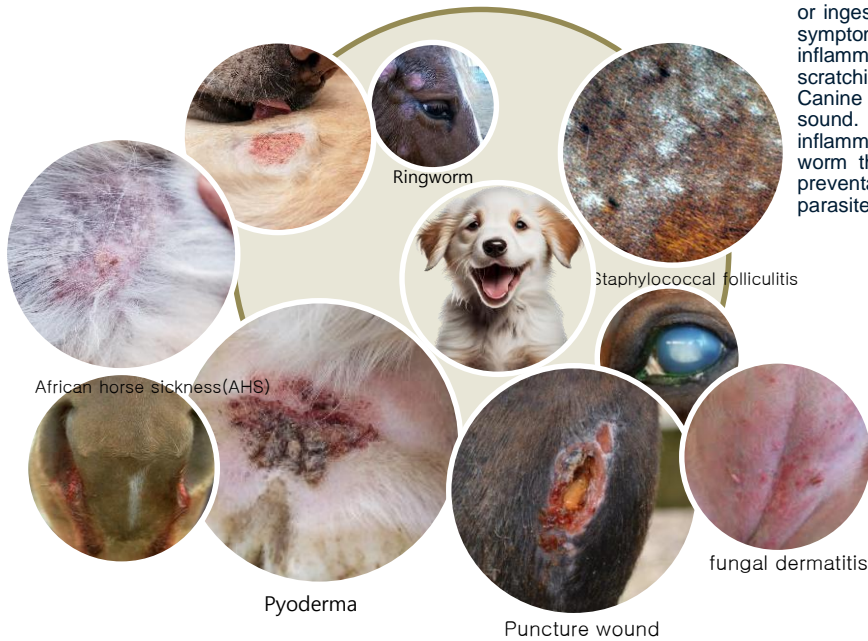 or inges
symptom
inflamm
scratchi
Canine
sound.
inflamm
worm th
preventa
parasite
Ringworm
Staphylococcal folliculitis
African horse sickness(AHS)
fungal dermatitis
Pyoderma
Puncture wound